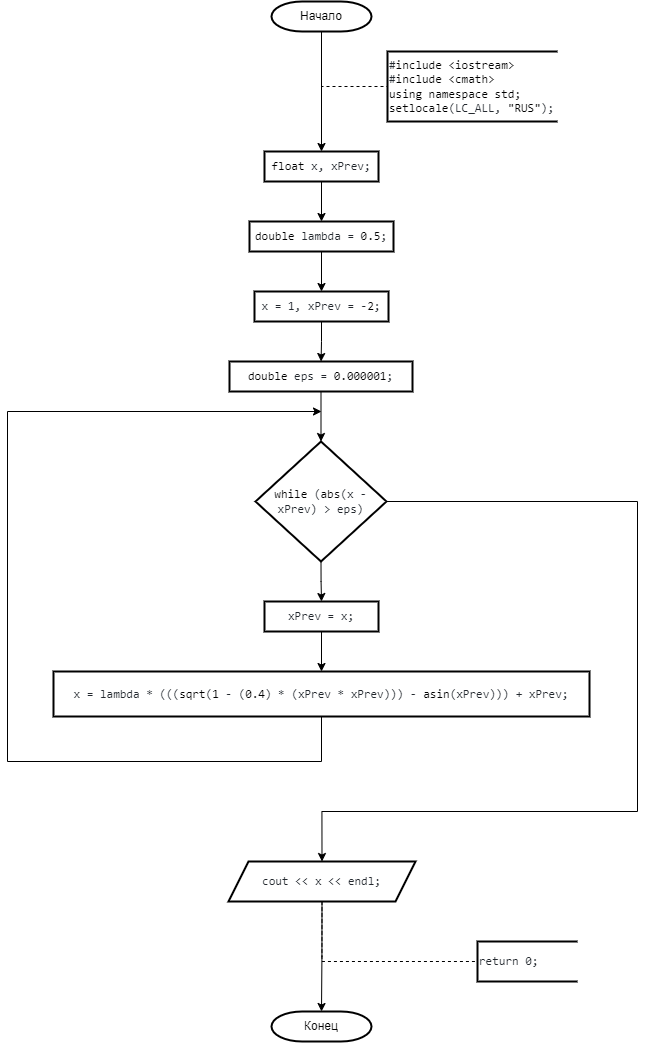 Начало
#include <iostream>
#include <cmath>
using namespace std;
setlocale(LC_ALL, "RUS");
float x, xPrev;
double lambda = 0.5;
x = 1, xPrev = -2;
double eps = 0.000001;
while (abs(x -
xPrev) > eps)
xPrev = x;
x = lambda * (((sqrt(1 - (0.4) * (xPrev * xPrev))) - asin(xPrev))) + xPrev;
cout << x << endl;
return 0;
Конец